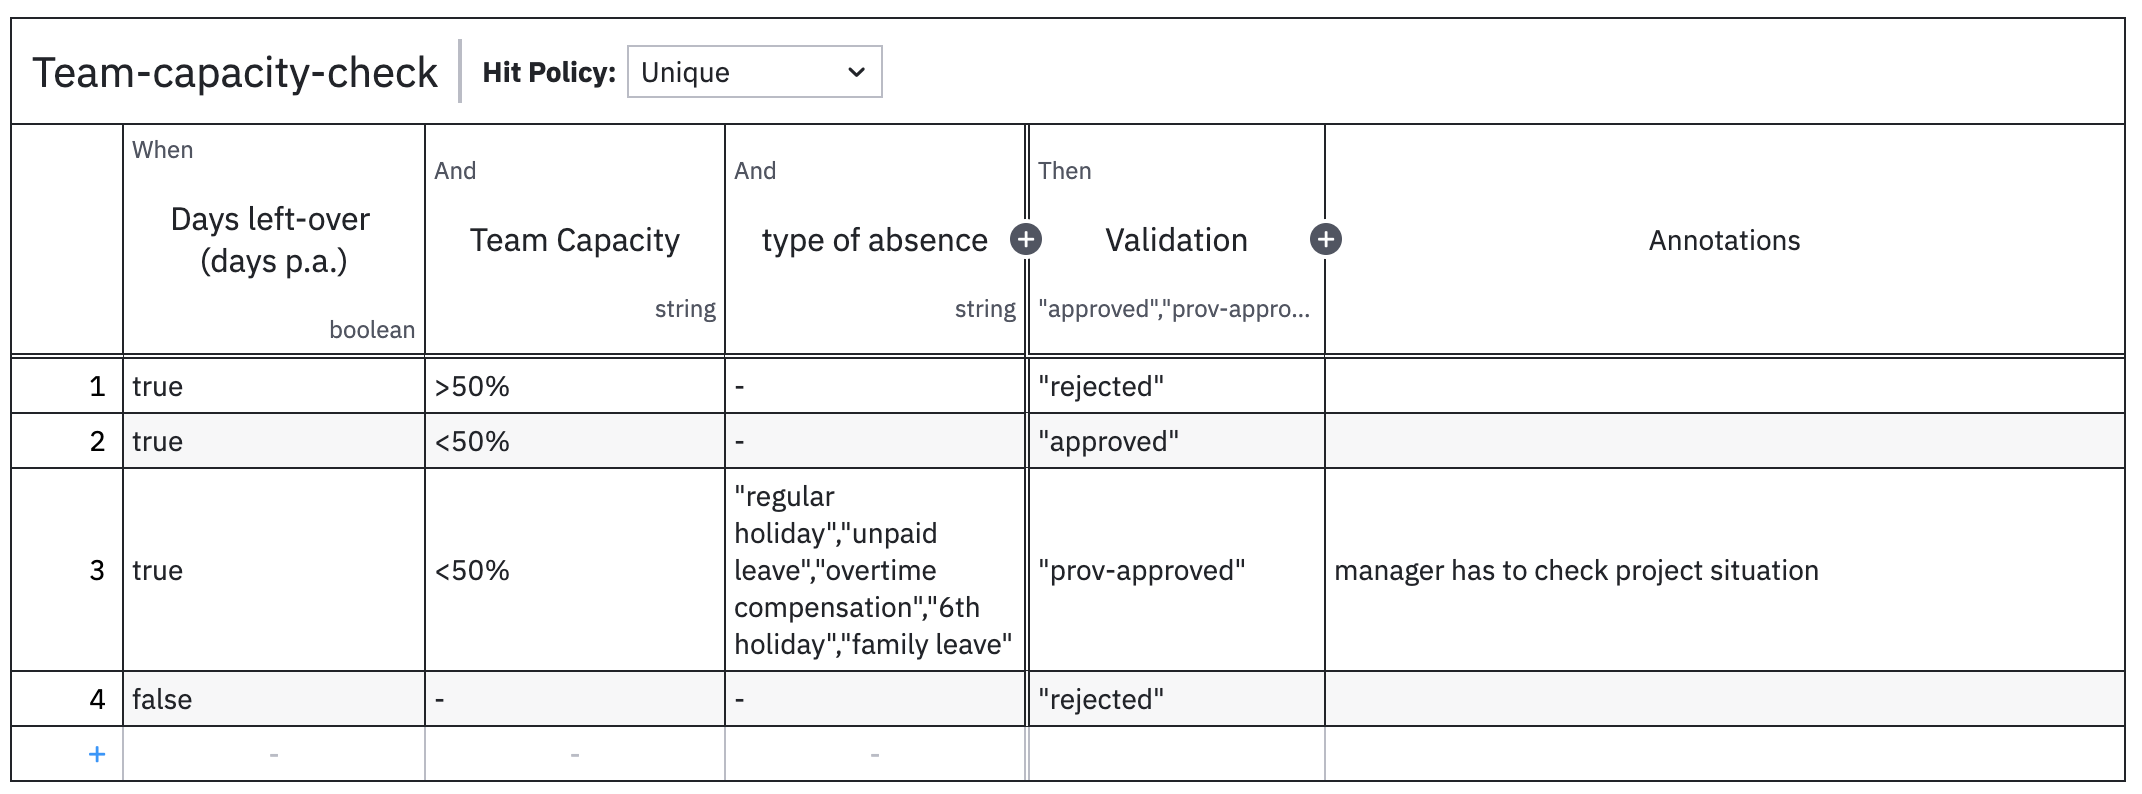 Team-capacity-check
Hit Policy: Unique
When
Days left-over
(days p.a.)
boolean
And
Team Capacity
string
And
type of absence
string
Then
Validation
"approved","prov-appro...
Annotations
1 true >50% - "rejected"
2 true <50% - "approved"
3 true <50%
"regular
holiday","unpaid
leave","overtime
compensation","6th
holiday","family leave"
"prov-approved" manager has to check project situation
4 false - - "rejected"
+ - - -